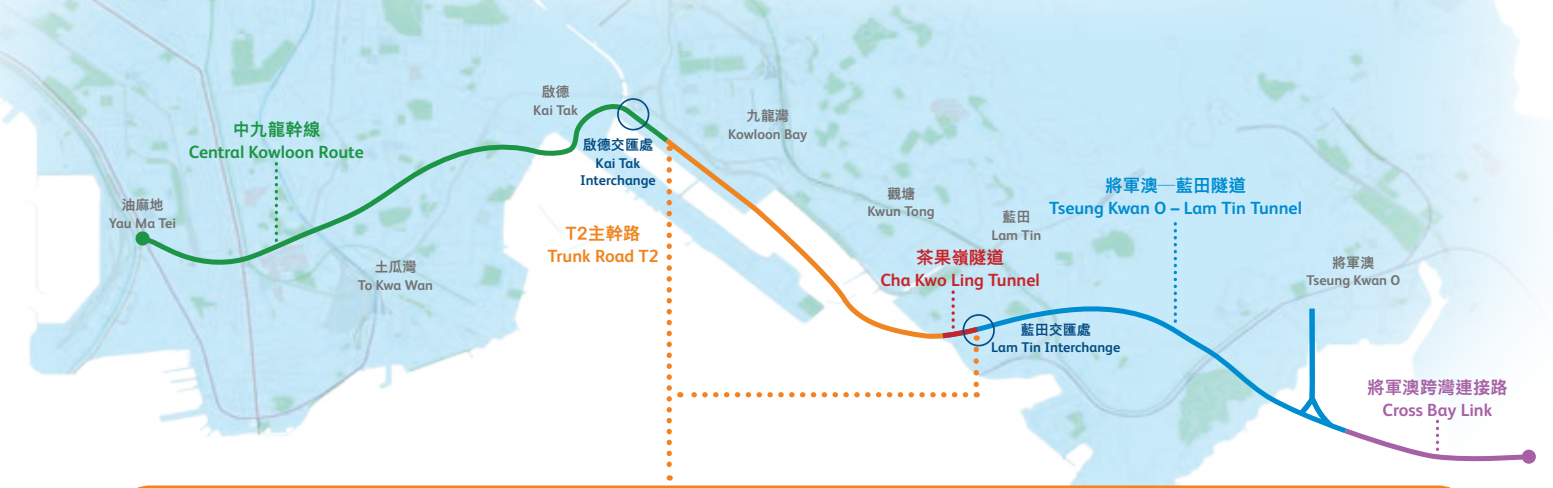 啟德
Kai Tak
九龍灣
Kowloon Bay
中九龍幹線
Central Kowloon Route
啟德交匯處
Kai Tak
Interchange
油麻地
Yau Ma Tei
土瓜灣
To Kwa Wan
T2主幹路
Trunk Road T2
觀塘
Kwun Tong
藍田
Lam Tin
茶果嶺隧道
Cha Kwo Ling Tunnel
將軍澳─藍田隧道
Tseung Kwan O – Lam Tin Tunnel
藍田交匯處
Lam Tin Interchange
將軍澳
Tseung Kwan O
將軍澳跨灣連接路
Cross Bay Link